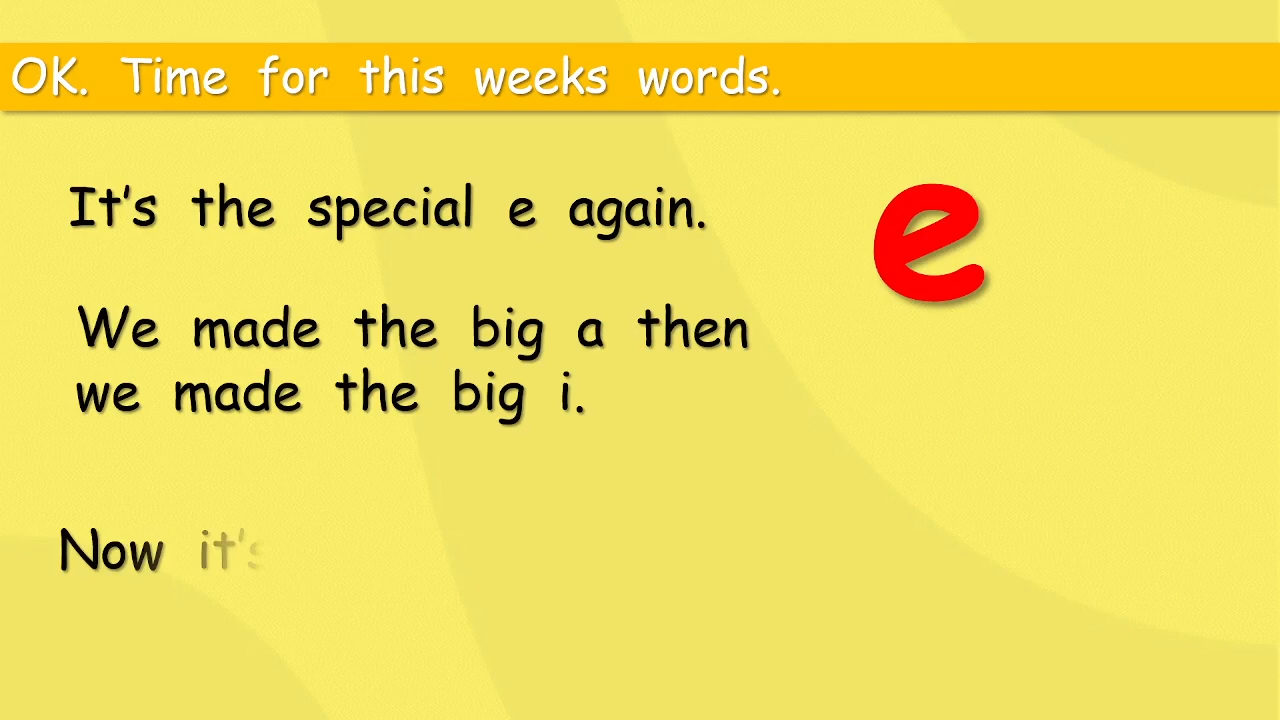 OK. Time for this weeks words.
It's the special e again.
e
We made the big a then
we made the big i.
Now it's